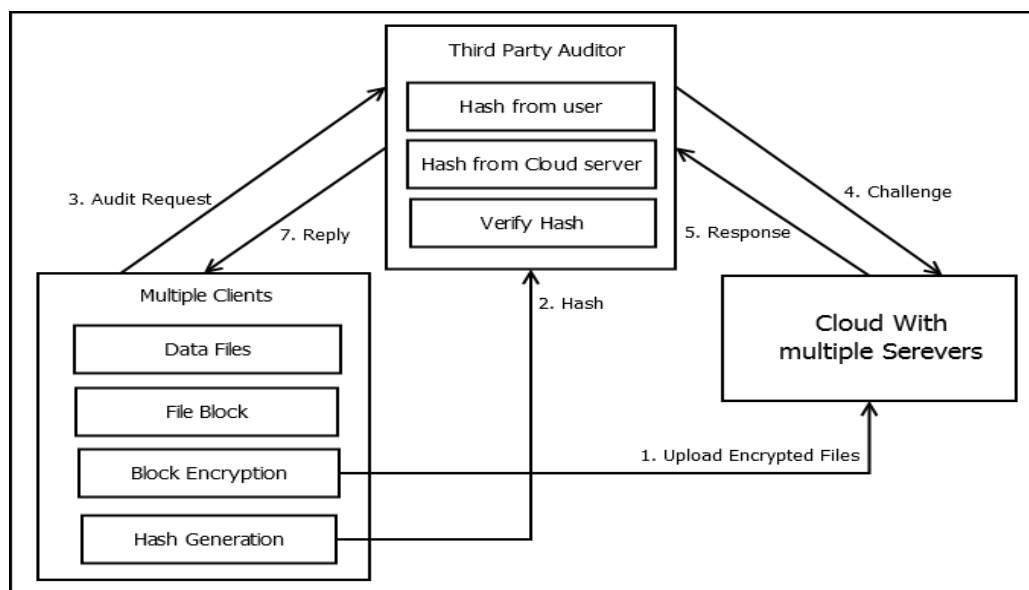 Third Party Auditor
Hash from user
Hash from Cloud server
Verify Hash
3. Audit Request
7. Reply
4. Challenge
5. Response
2. Hash
Multiple Clients
Data Files
File Block
Block Encryption
Hash Generation
Cloud With
multiple Serevers
1. Upload Encrypted Files